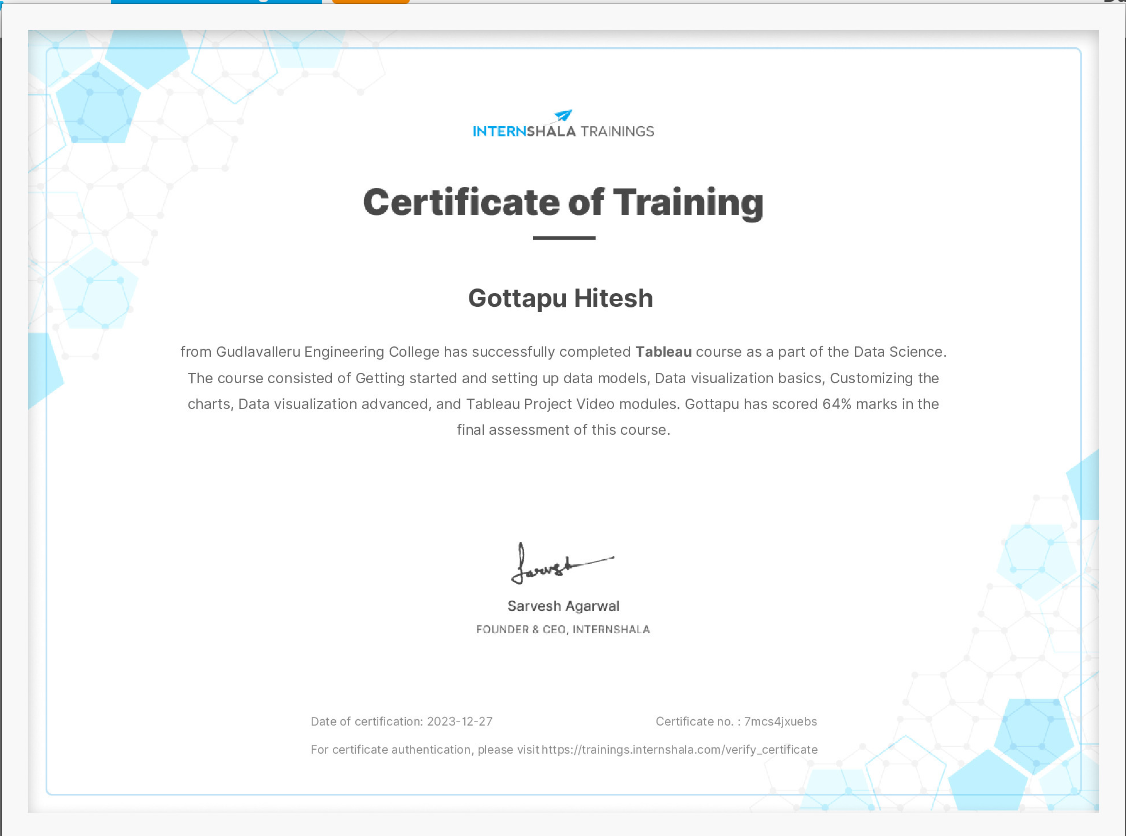 INTERNSHALA TRAININGS
Certificate of Training
Gottapu Hitesh
from Gudlavalleru Engineering College has successfully completed Tableau course as a part of the Data Science.
The course consisted of Getting started and setting up data models, Data visualization basics, Customizing the
charts, Data visualization advanced, and Tableau Project Video modules. Gottapu has scored 64% marks in the
final assessment of this course.
Sarvesh
Sarvesh Agarwal
FOUNDER & CEO, INTERNSHALA
Date of certification: 2023-12-27 Certificate no. : 7mcs4jxuebs
For certificate authentication, please visit https://trainings.internshala.com/verify_certificate